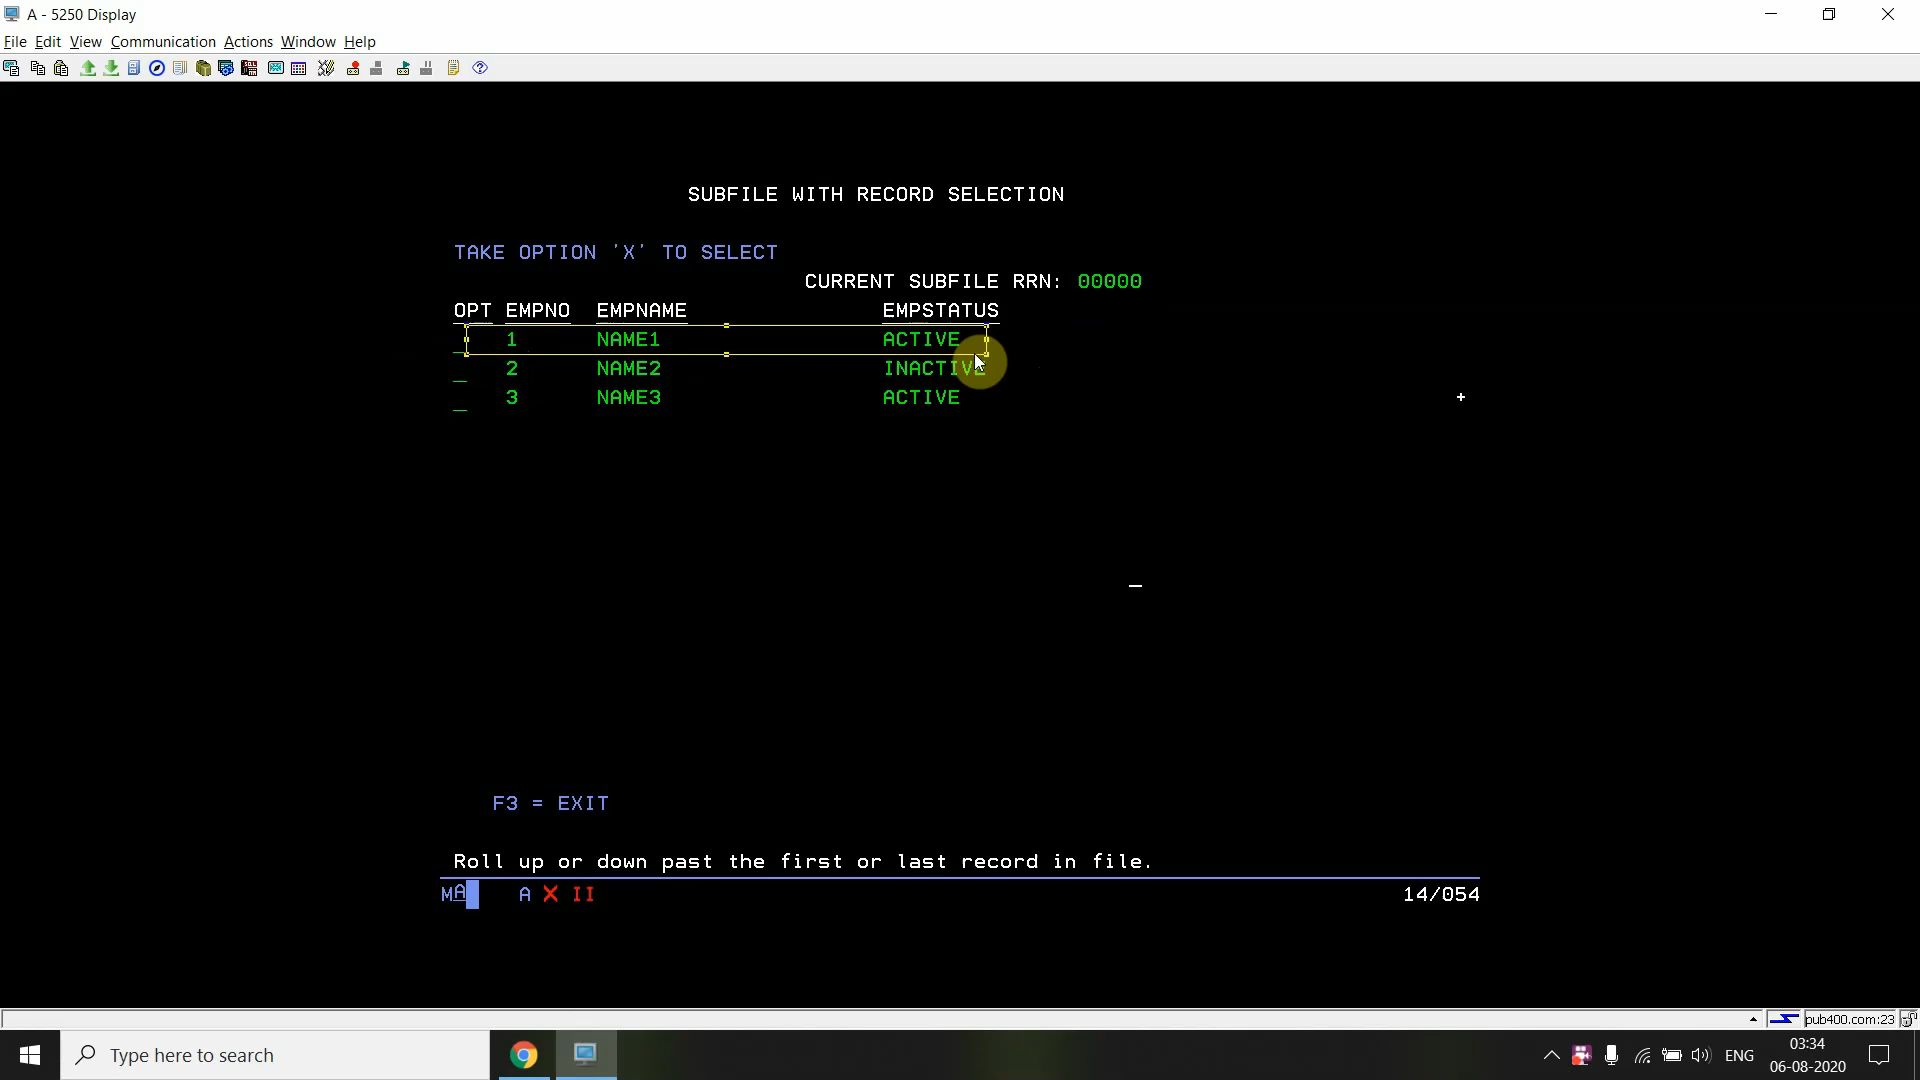 A - 5250 Display
File Edit View Communication Actions Window Help
SUBFILE WITH RECORD SELECTION
TAKE OPTION 'X' TO SELECT
CURRENT SUBFILE RRN: 00000
OPT EMPNO EMPNAME EMPSTATUS
_ 1 NAME1 ACTIVE
_ 2 NAME2 INACTIVE
_ 3 NAME3 ACTIVE +
F3 = EXIT
Roll up or down past the first or last record in file.
MA A X II 14/054
pub400.com:23
Type here to search
ENG
03:34
06-08-2020